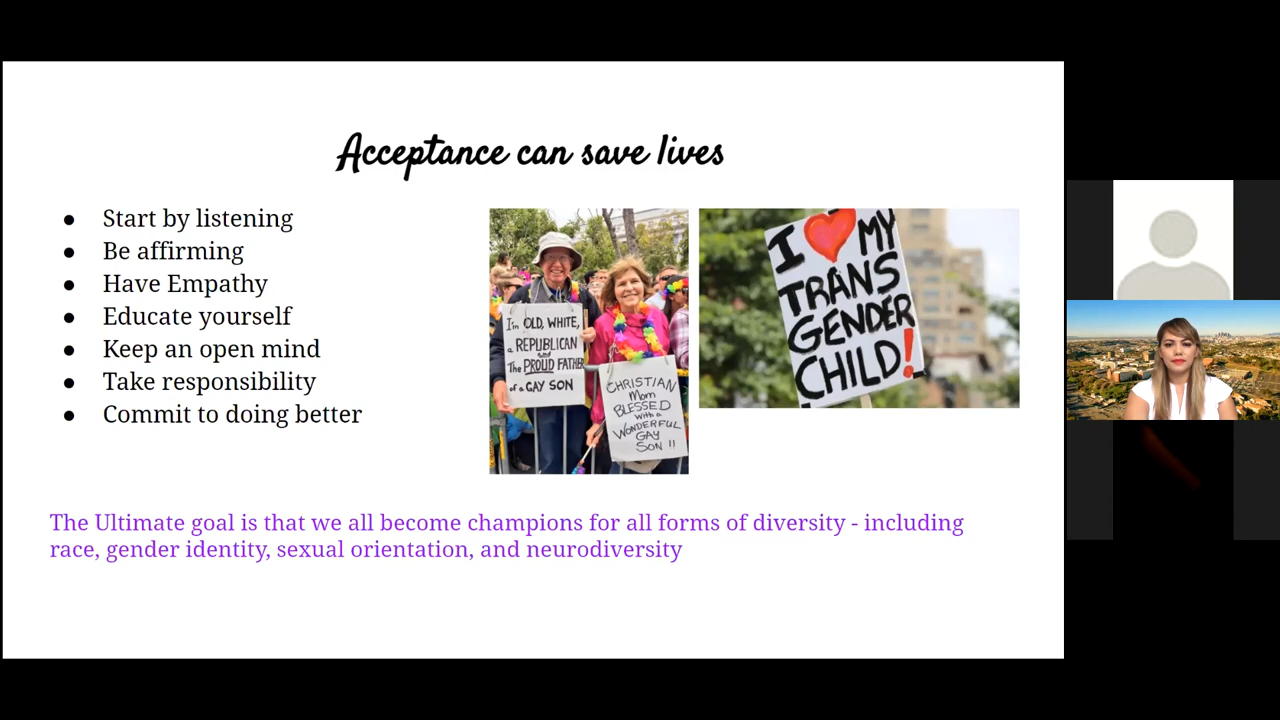 Acceptance can save lives
● Start by listening
● Be affirming
● Have Empathy
● Educate yourself
● Keep an open mind
● Take responsibility
● Commit to doing better
I'm OLD, WHITE,
a REPUBLICAN
and
The PROUD FATHER
of a GAY SON
CHRISTIAN
Mom
BLESSED
with a
WONDERFUL
GAY
SON !!
I ❤ MY
TRANS
GENDER
CHILD!
The Ultimate goal is that we all become champions for all forms of diversity - including
race, gender identity, sexual orientation, and neurodiversity